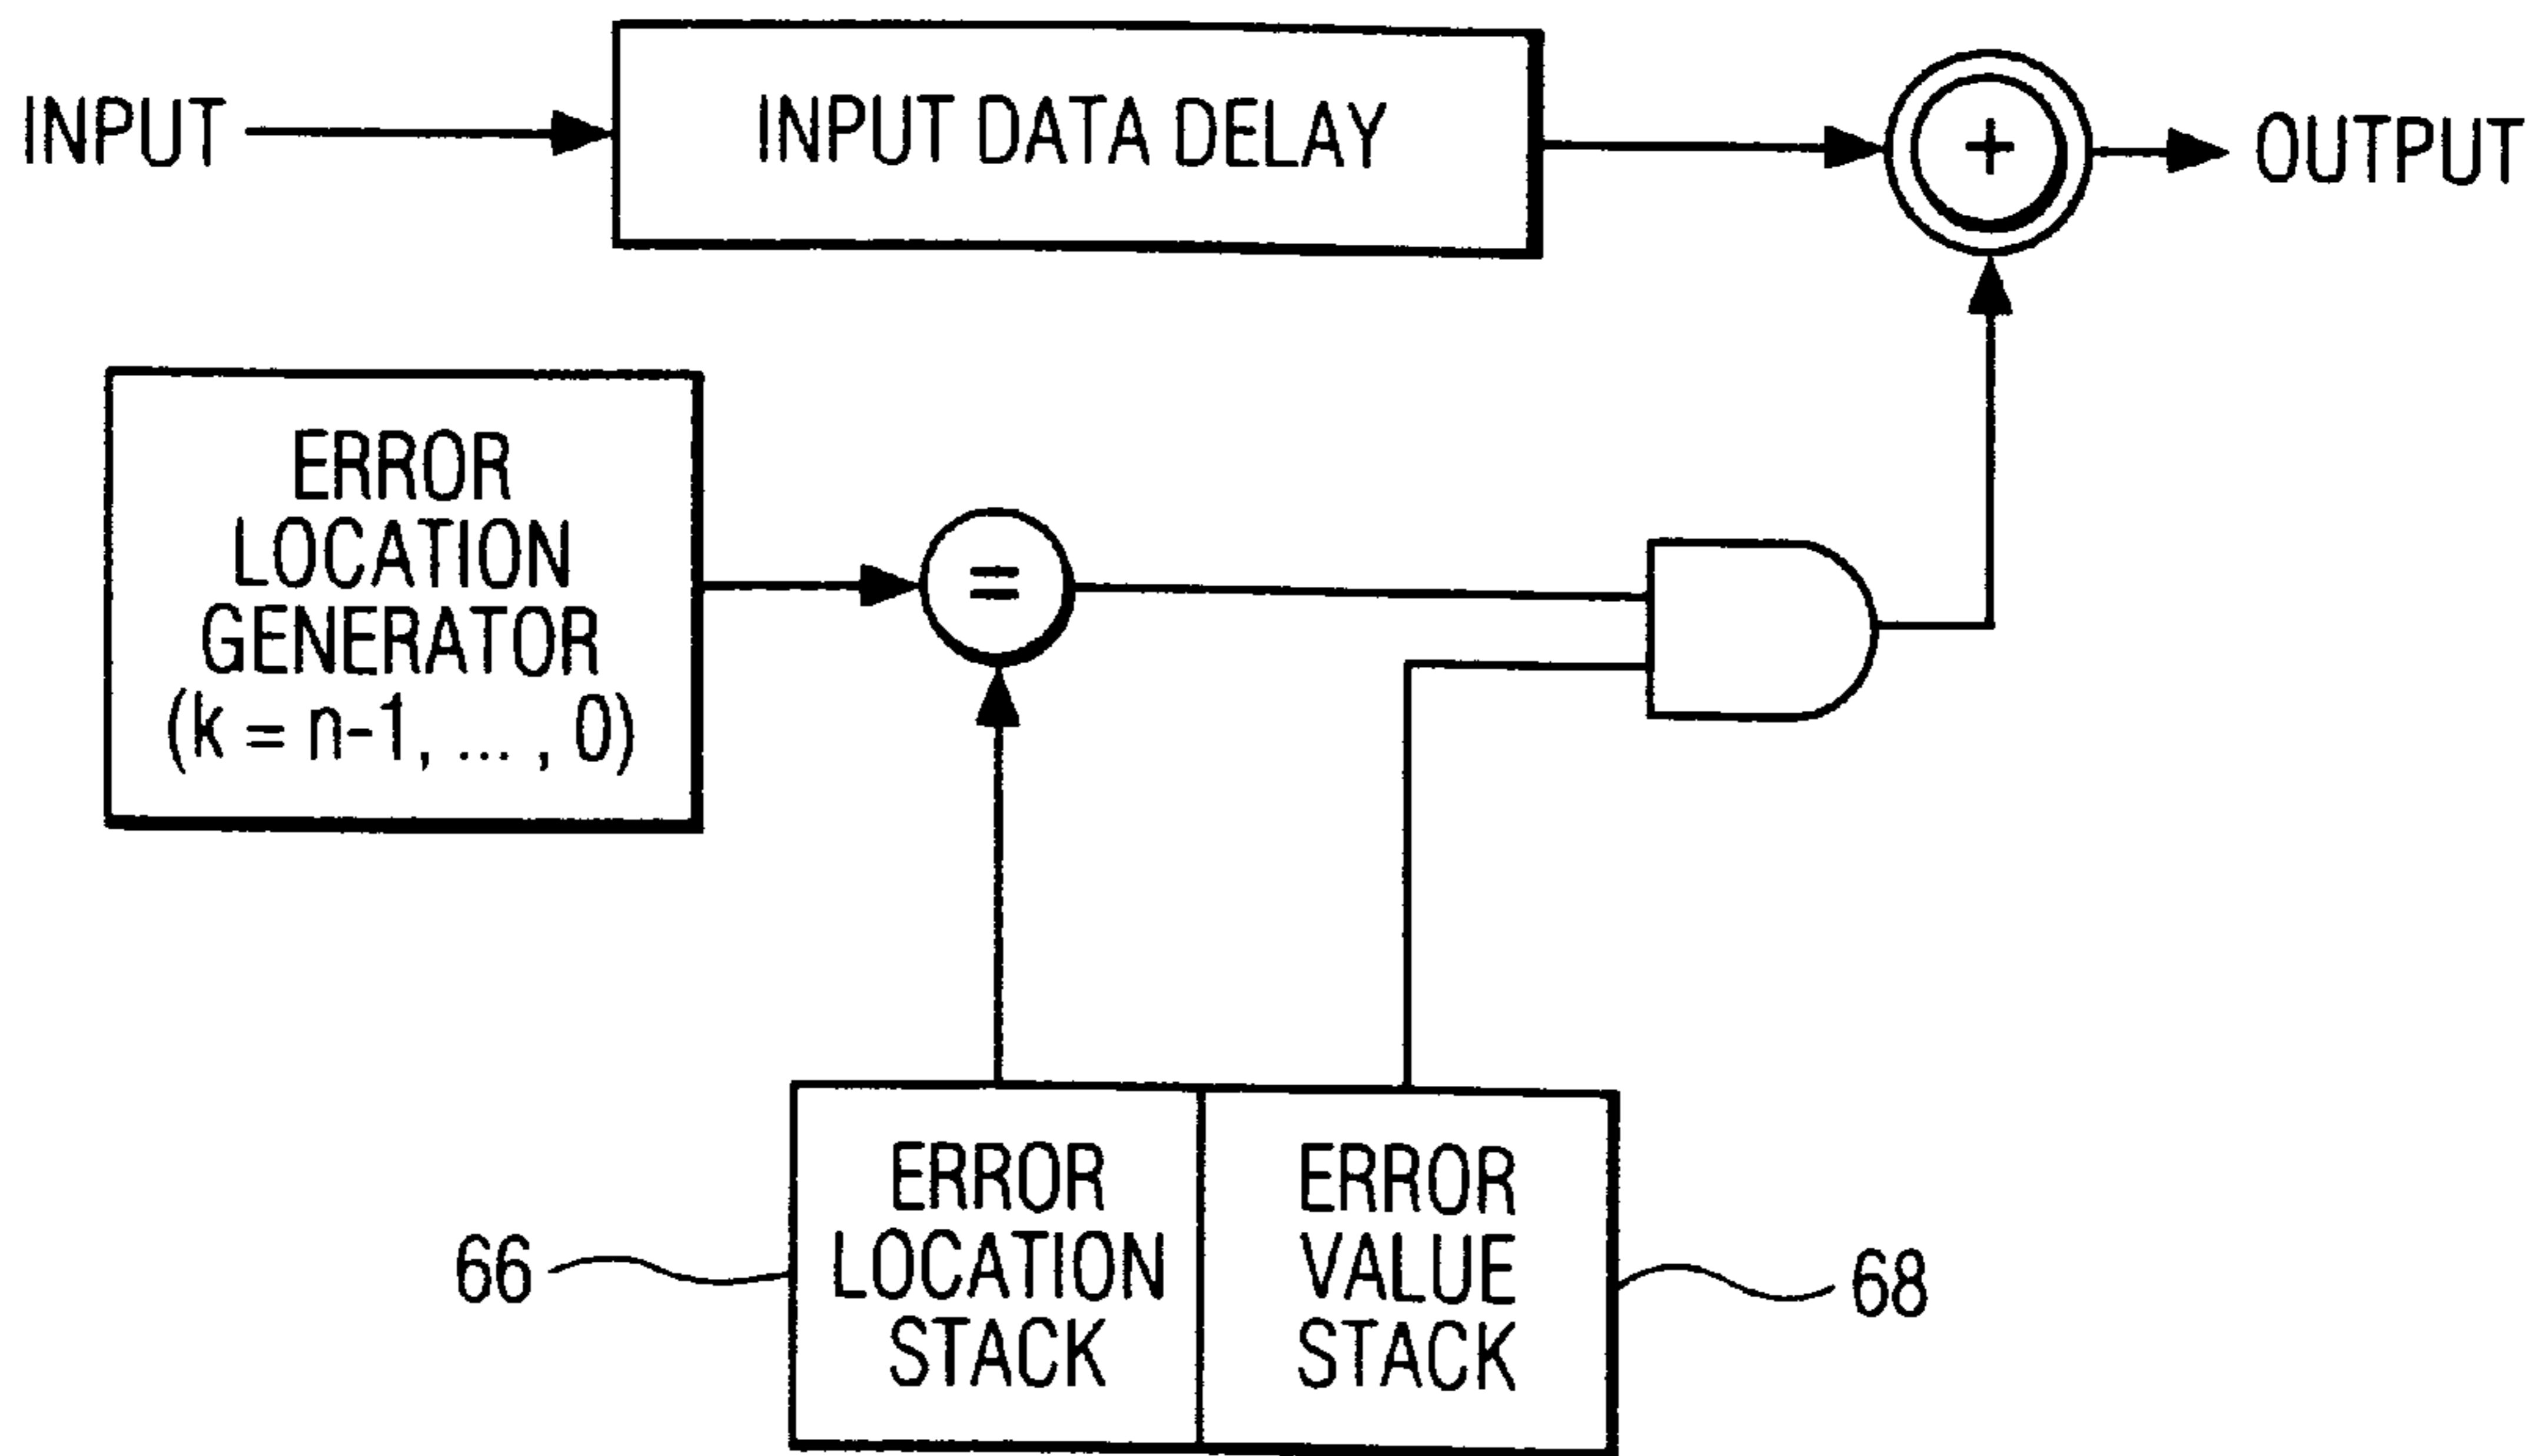 INPUT
INPUT DATA DELAY
+
OUTPUT
ERROR
LOCATION
GENERATOR
(k = n-1, ... , 0)
=
ERROR
LOCATION
STACK
ERROR
VALUE
STACK
66
68